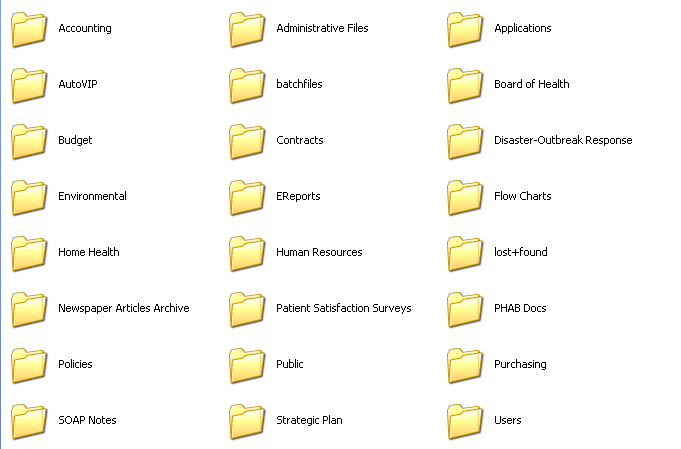 Accounting
Administrative Files
Applications
AutoVIP
batchfiles
Board of Health
Budget
Contracts
Disaster-Outbreak Response
Environmental
EReports
Flow Charts
Home Health
Human Resources
lost+found
Newspaper Articles Archive
Patient Satisfaction Surveys
PHAB Docs
Policies
Public
Purchasing
SOAP Notes
Strategic Plan
Users